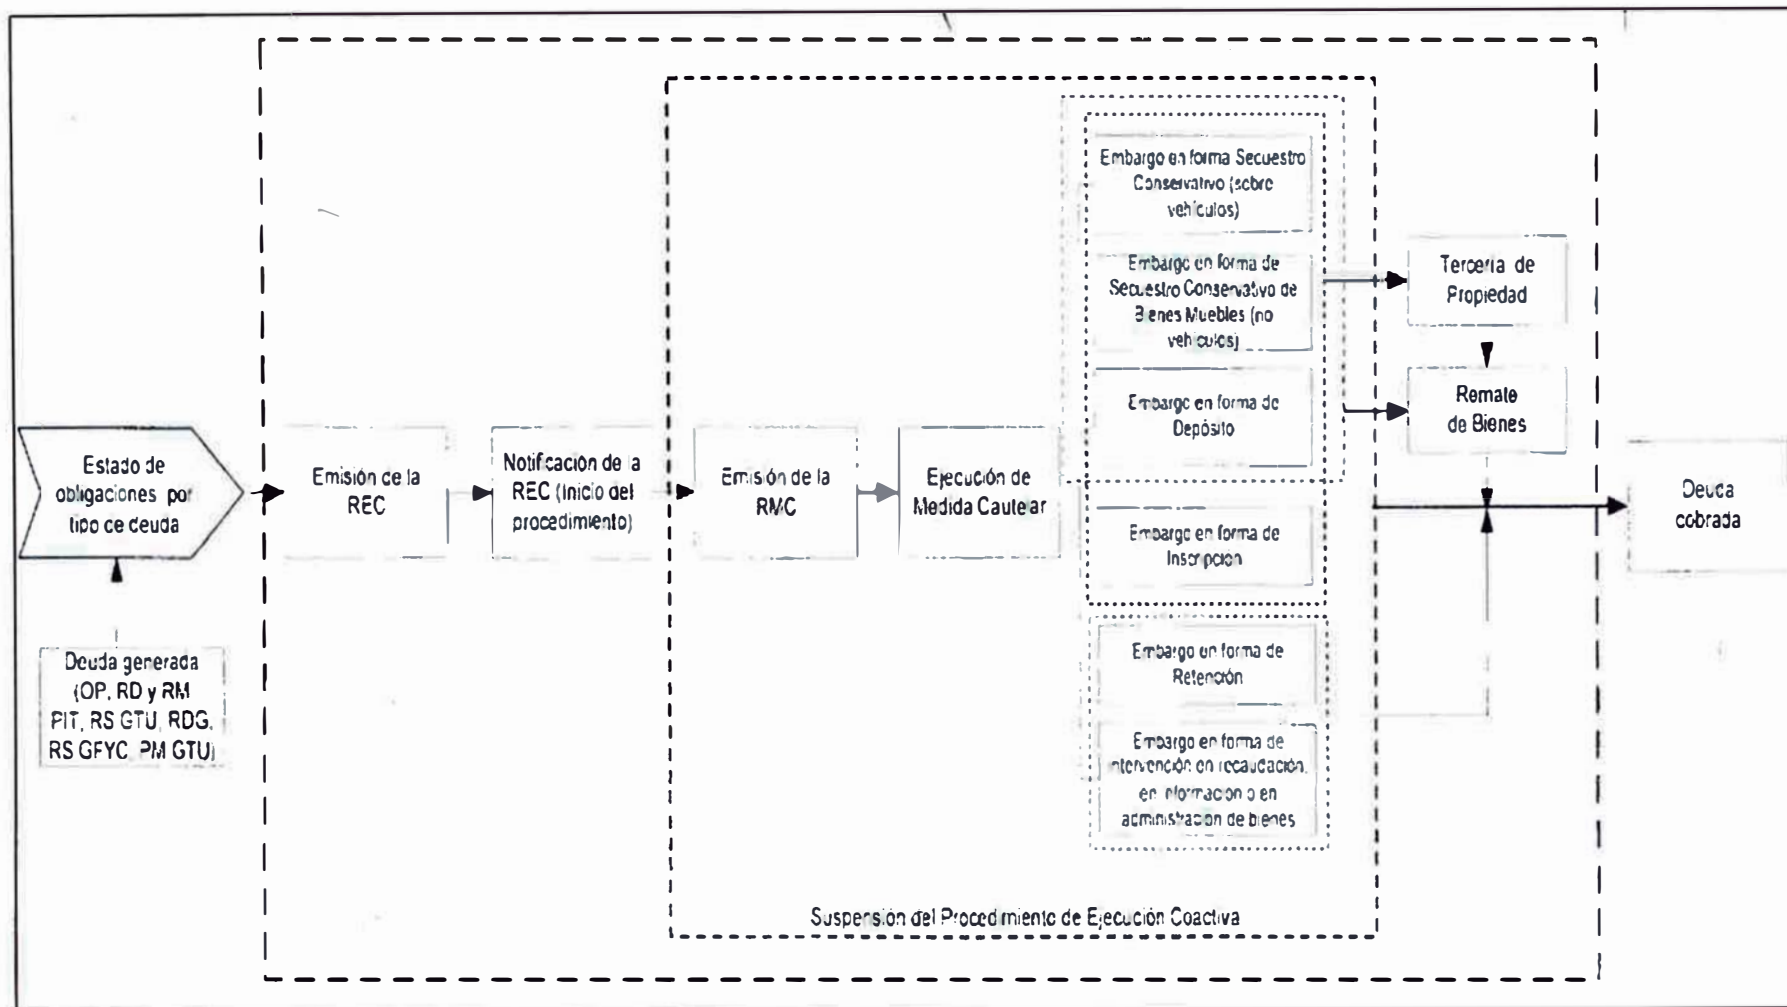 Estado de
obligaciones por
tipo de deuda
Deuda generada
(OP, RD y RM
PIT, RS GTU, RDG,
RS GFYC, PM GTU)
Emisión de la
REC
Notificación de la
REC (Inicio del
procedimiento)
Emisión de la
RMC
Ejecución de
Medida Cautelar
Embargo en forma Secuestro
Conservativo (sobre
vehículos)
Embargo en forma de
Secuestro Conservativo de
Bienes Muebles (no
vehículos)
Embargo en forma de
Depósito
Embargo en forma de
Inscripción
Embargo en forma de
Retención
Embargo en forma de
intervención en recaudación,
en información o en
administración de bienes
Tercería de
Propiedad
Remate
de Bienes
Deuda
cobrada
Suspensión del Procedimiento de Ejecución Coactiva